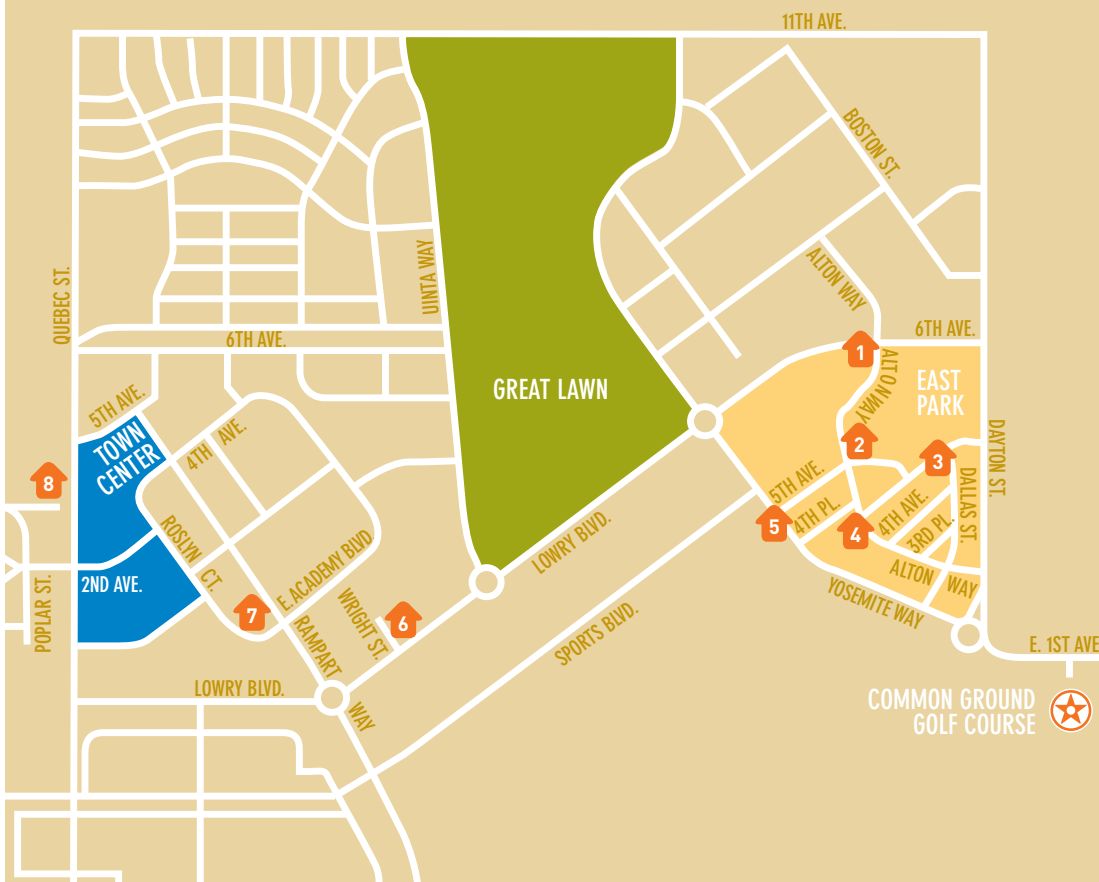 11TH AVE.
BOSTON ST.
QUEBEC ST.
UINTA WAY
ALTON WAY
6TH AVE.
6TH AVE.
1
ALTON WAY
GREAT LAWN
EAST
PARK
5TH AVE.
TOWN
CENTER
4TH AVE.
2
3
DAYTON ST.
8
5TH AVE.
DALLAS ST.
5
4TH PL.
4
4TH AVE.
3RD PL.
ROSLYN CT.
LOWRY BLVD.
E. ACADEMY BLVD.
2ND AVE.
ALTON WAY
POPLAR ST.
YOSEMITE WAY
7
WRIGHT ST.
6
RAMPART WAY
SPORTS BLVD.
E. 1ST AVE
LOWRY BLVD.
COMMON GROUND
GOLF COURSE